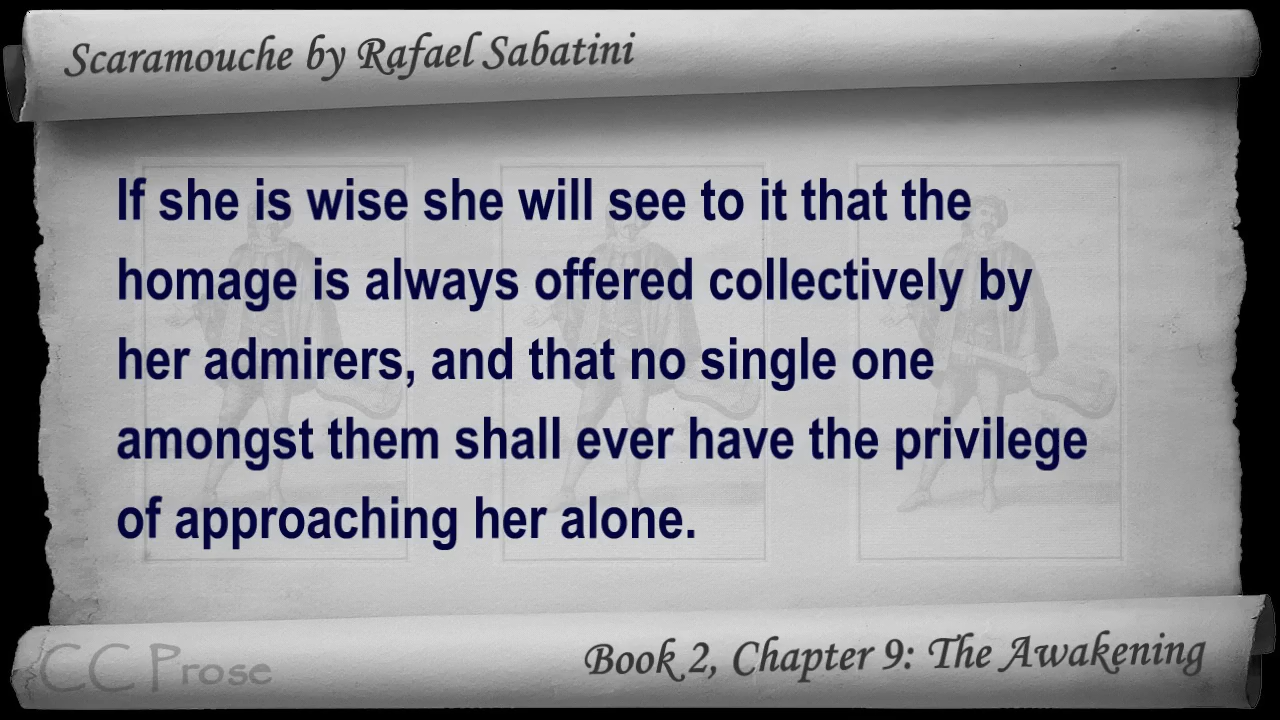 Scaramouche by Rafael Sabatini
If she is wise she will see to it that the
homage is always offered collectively by
her admirers, and that no single one
amongst them shall ever have the privilege
of approaching her alone.
CC Prose
Book 2, Chapter 9: The Awakening